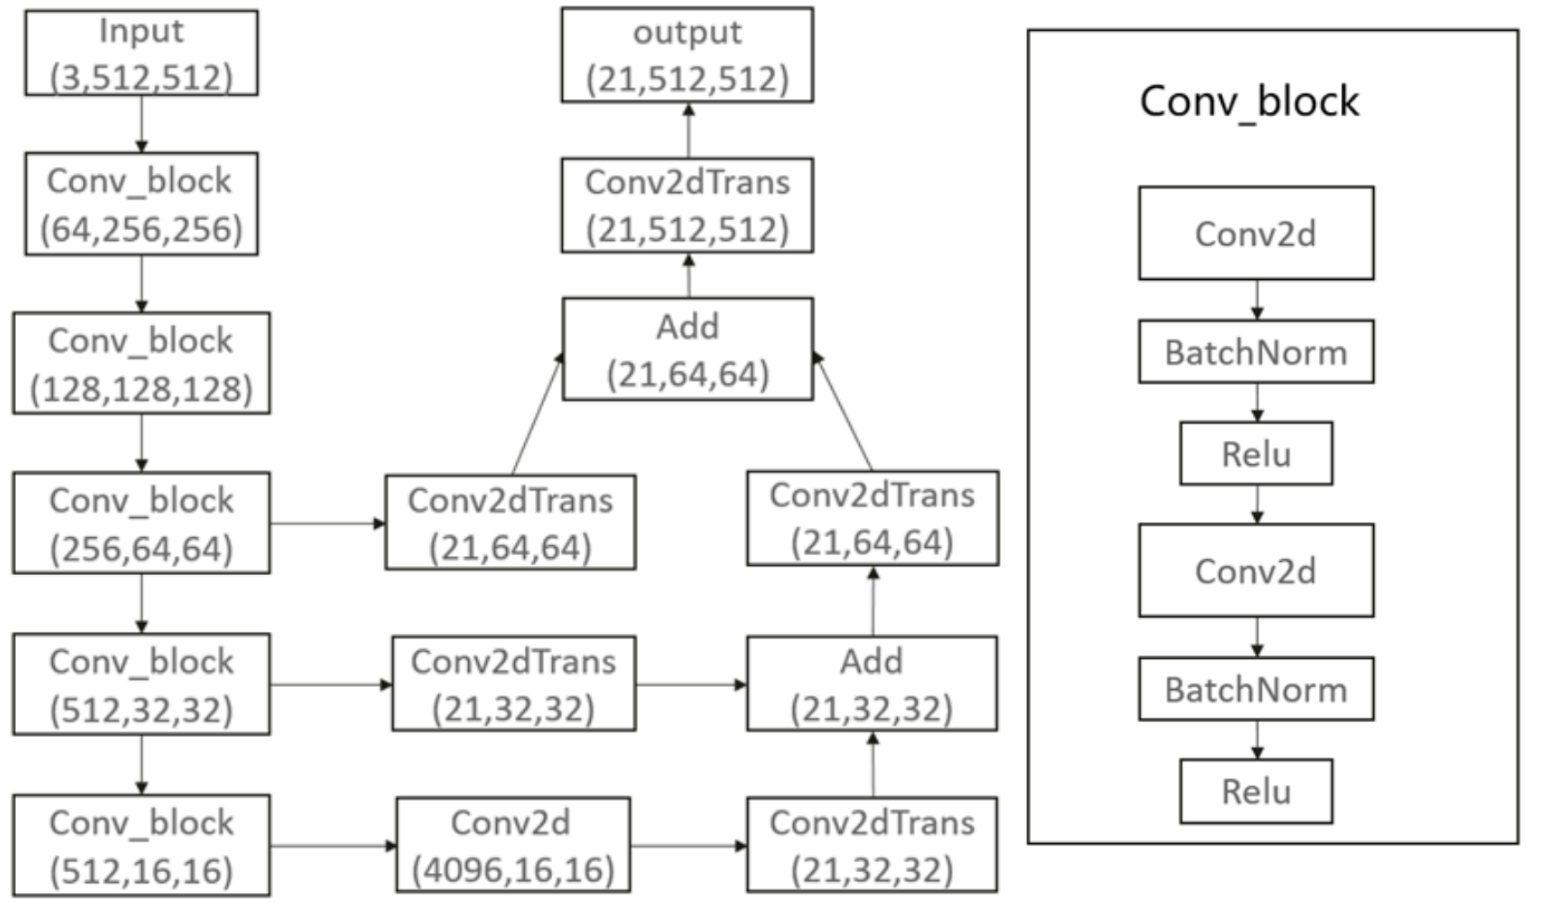 Input
(3,512,512)
Conv_block
(64,256,256)
Conv_block
(128,128,128)
Conv_block
(256,64,64)
Conv_block
(512,32,32)
Conv_block
(512,16,16)
output
(21,512,512)
Conv2dTrans
(21,512,512)
Add
(21,64,64)
Conv2dTrans
(21,64,64)
Conv2dTrans
(21,64,64)
Conv2dTrans
(21,32,32)
Add
(21,32,32)
Conv2d
(4096,16,16)
Conv2dTrans
(21,32,32)
Conv_block
Conv2d
BatchNorm
Relu
Conv2d
BatchNorm
Relu